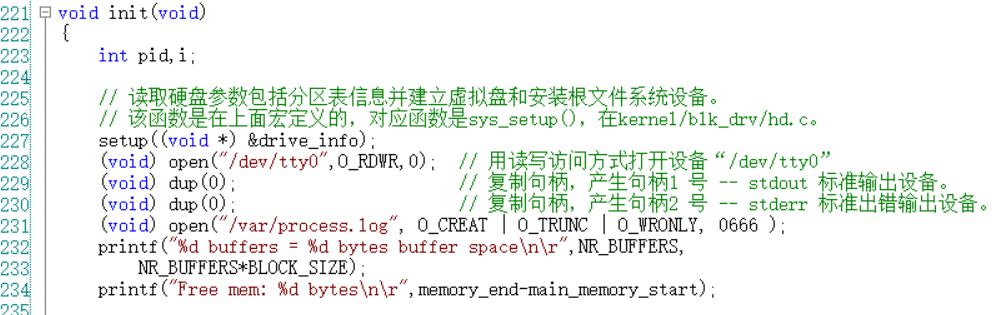 221 void init(void)
222 {
223 int pid,i;
224
225 // 读取硬盘参数包括分区表信息并建立虚拟盘和安装根文件系统设备。
226 // 该函数是在上面宏定义的，对应函数是sys_setup()，在kernel/blk_drv/hd.c。
227 setup((void *) &drive_info);
228 (void) open("/dev/tty0",O_RDWR,0); // 用读写访问方式打开设备“/dev/tty0”
229 (void) dup(0); // 复制句柄，产生句柄1 号 -- stdout 标准输出设备。
230 (void) dup(0); // 复制句柄，产生句柄2 号 -- stderr 标准出错输出设备。
231 (void) open("/var/process.log", O_CREAT | O_TRUNC | O_WRONLY, 0666 );
232 printf("%d buffers = %d bytes buffer space\n\r",NR_BUFFERS,
233 NR_BUFFERS*BLOCK_SIZE);
234 printf("Free mem: %d bytes\n\r",memory_end-main_memory_start);
235